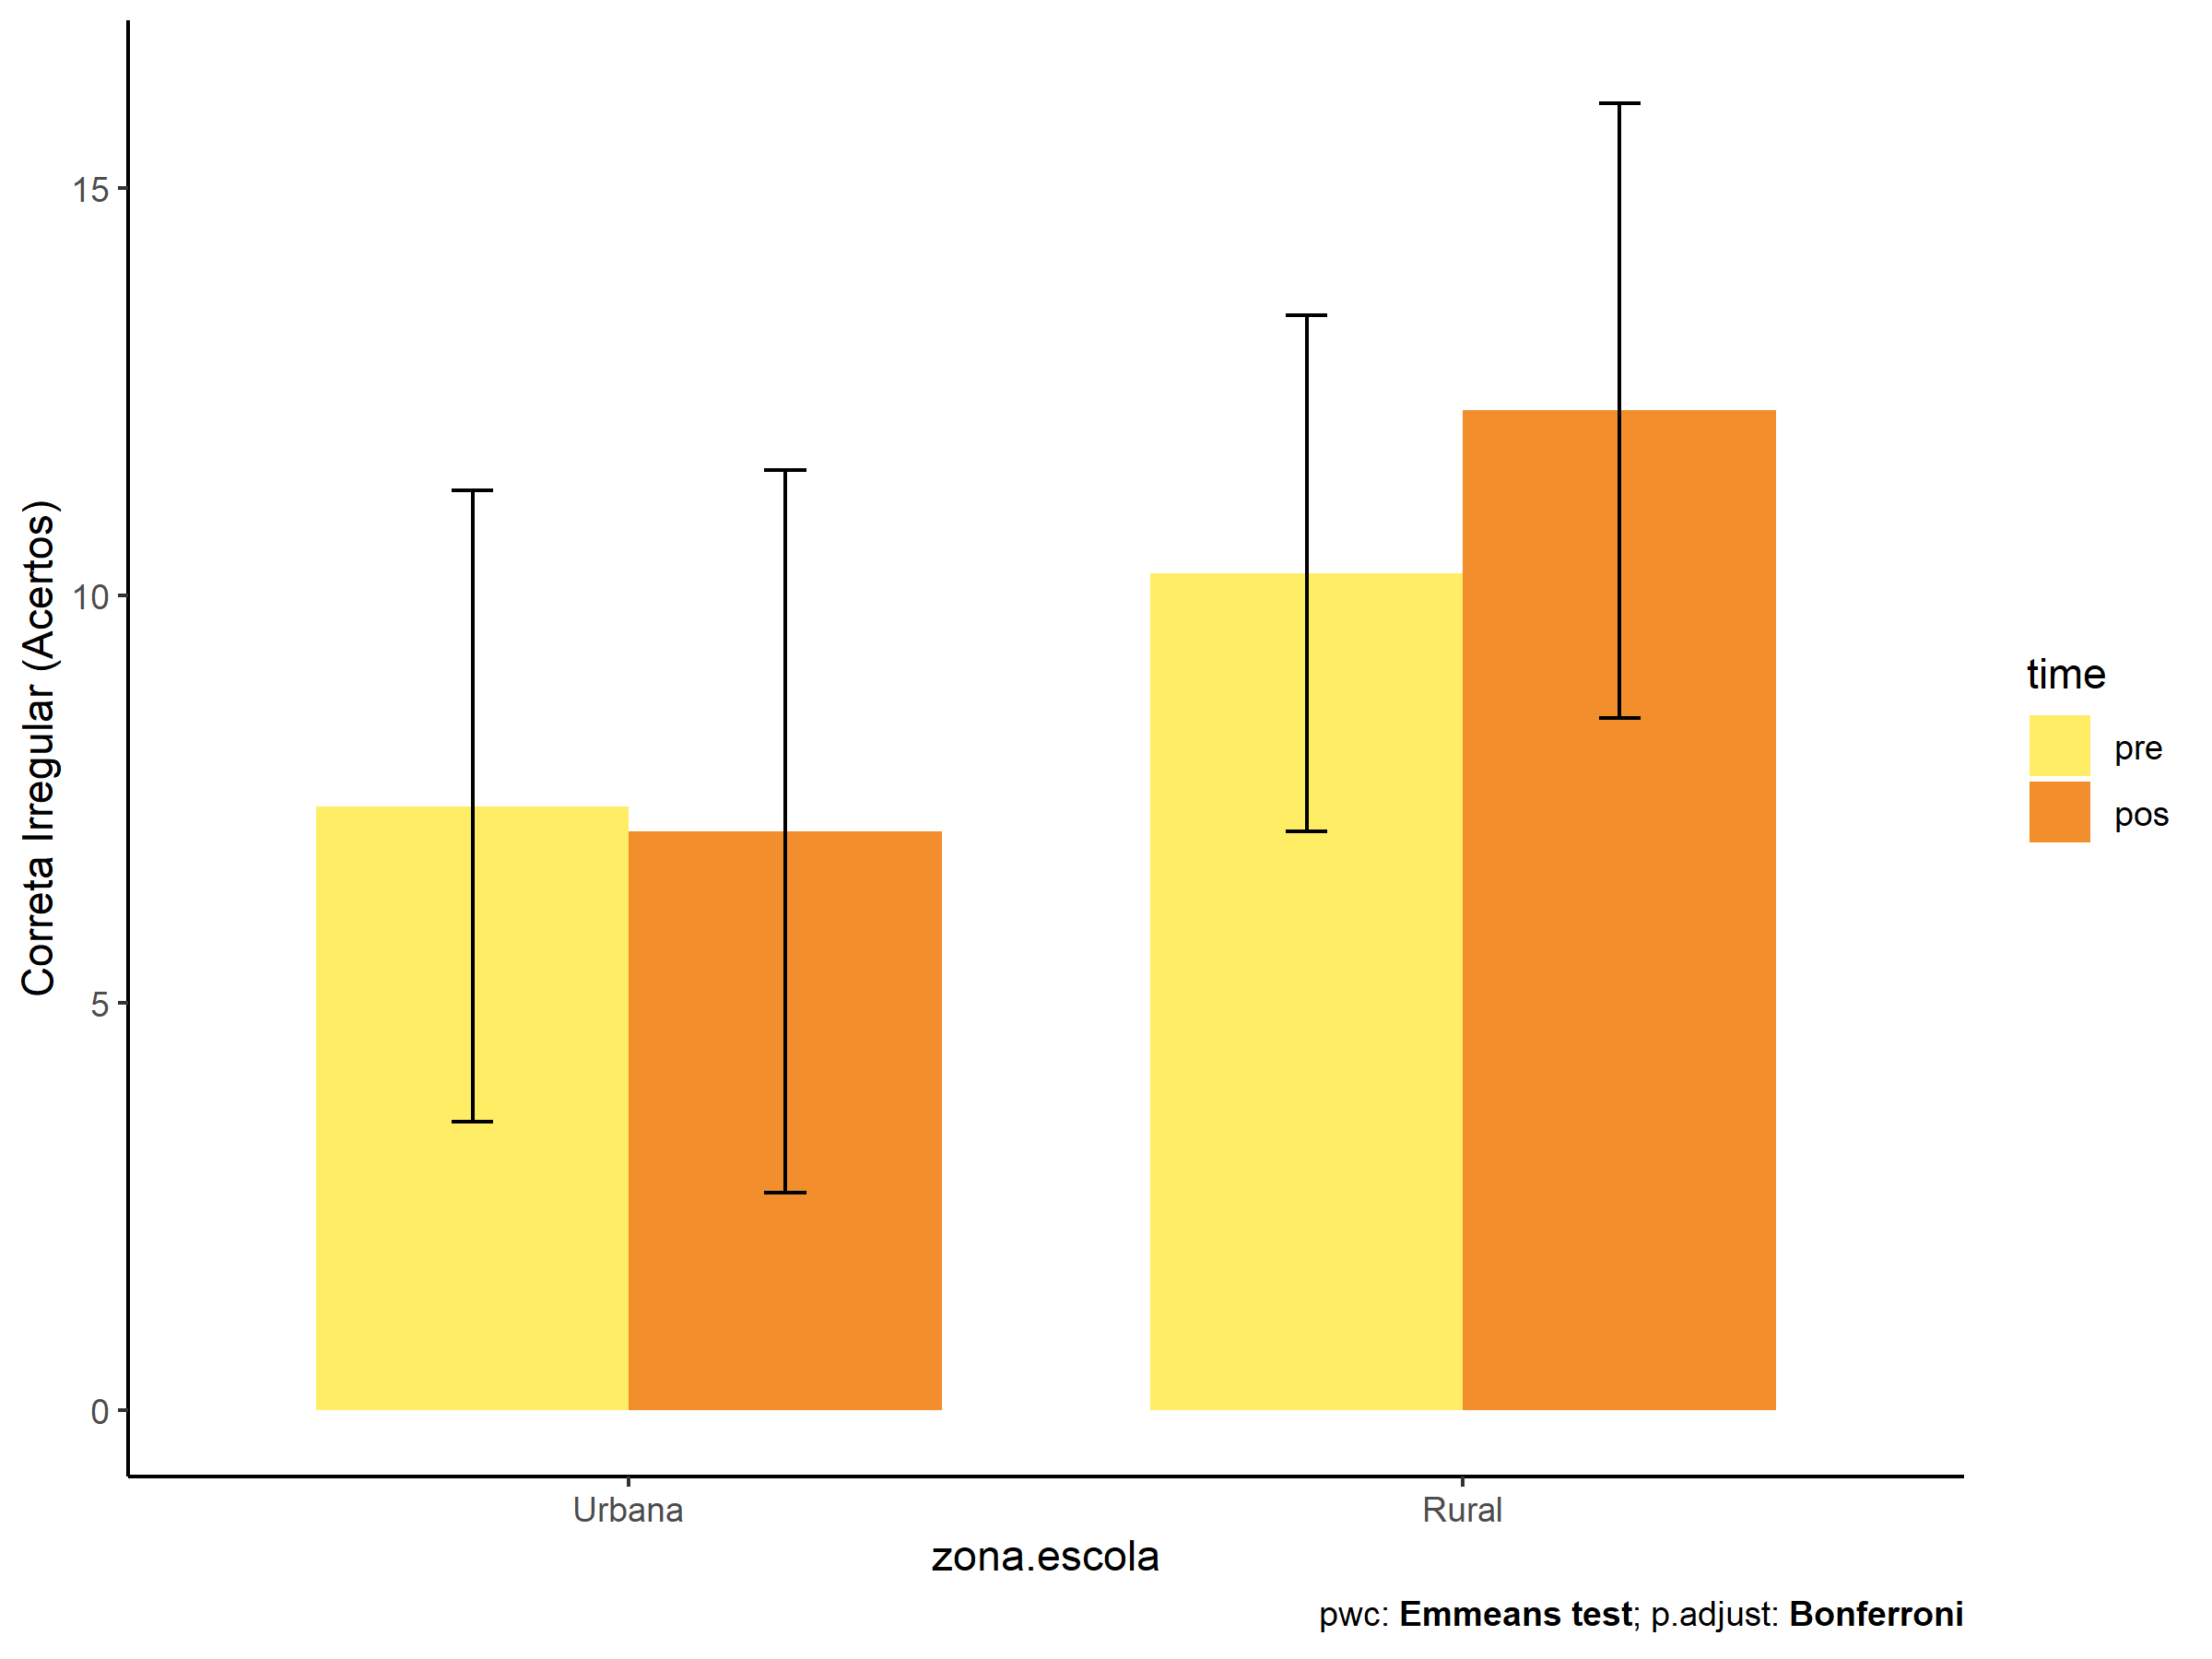 Correta Irregular (Acertos)
15
10
5
0
Urbana
Rural
zona.escola
time
pre
pos
pwc: Emmeans test; p.adjust: Bonferroni